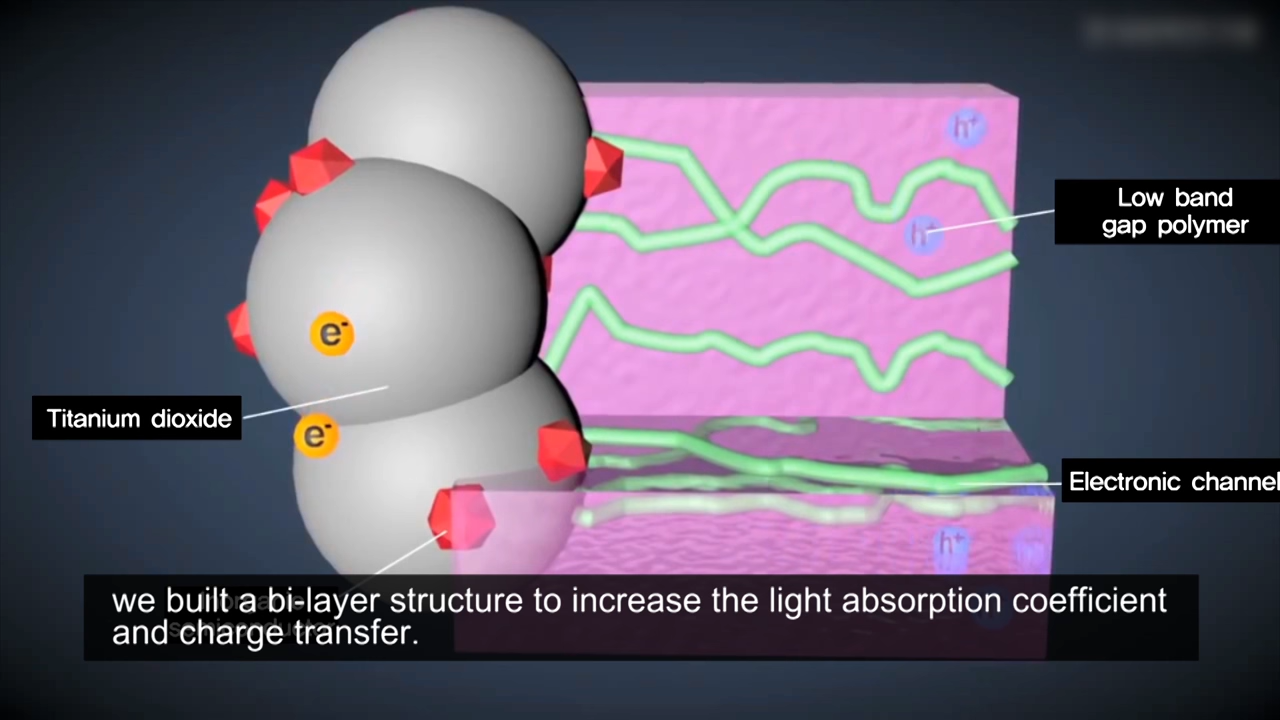 h⁺
Low band
gap polymer
h⁺
e⁻
Titanium dioxide
e⁻
Electronic channel
h⁺
we built a bi-layer structure to increase the light absorption coefficient
and charge transfer.